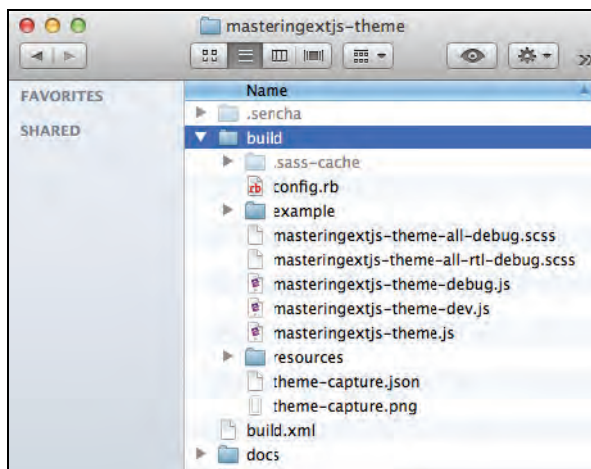 masteringextjs-theme
FAVORITES
SHARED
Name
.sencha
build
.sass-cache
config.rb
example
masteringextjs-theme-all-debug.scss
masteringextjs-theme-all-rtl-debug.scss
masteringextjs-theme-debug.js
masteringextjs-theme-dev.js
masteringextjs-theme.js
resources
theme-capture.json
theme-capture.png
build.xml
docs